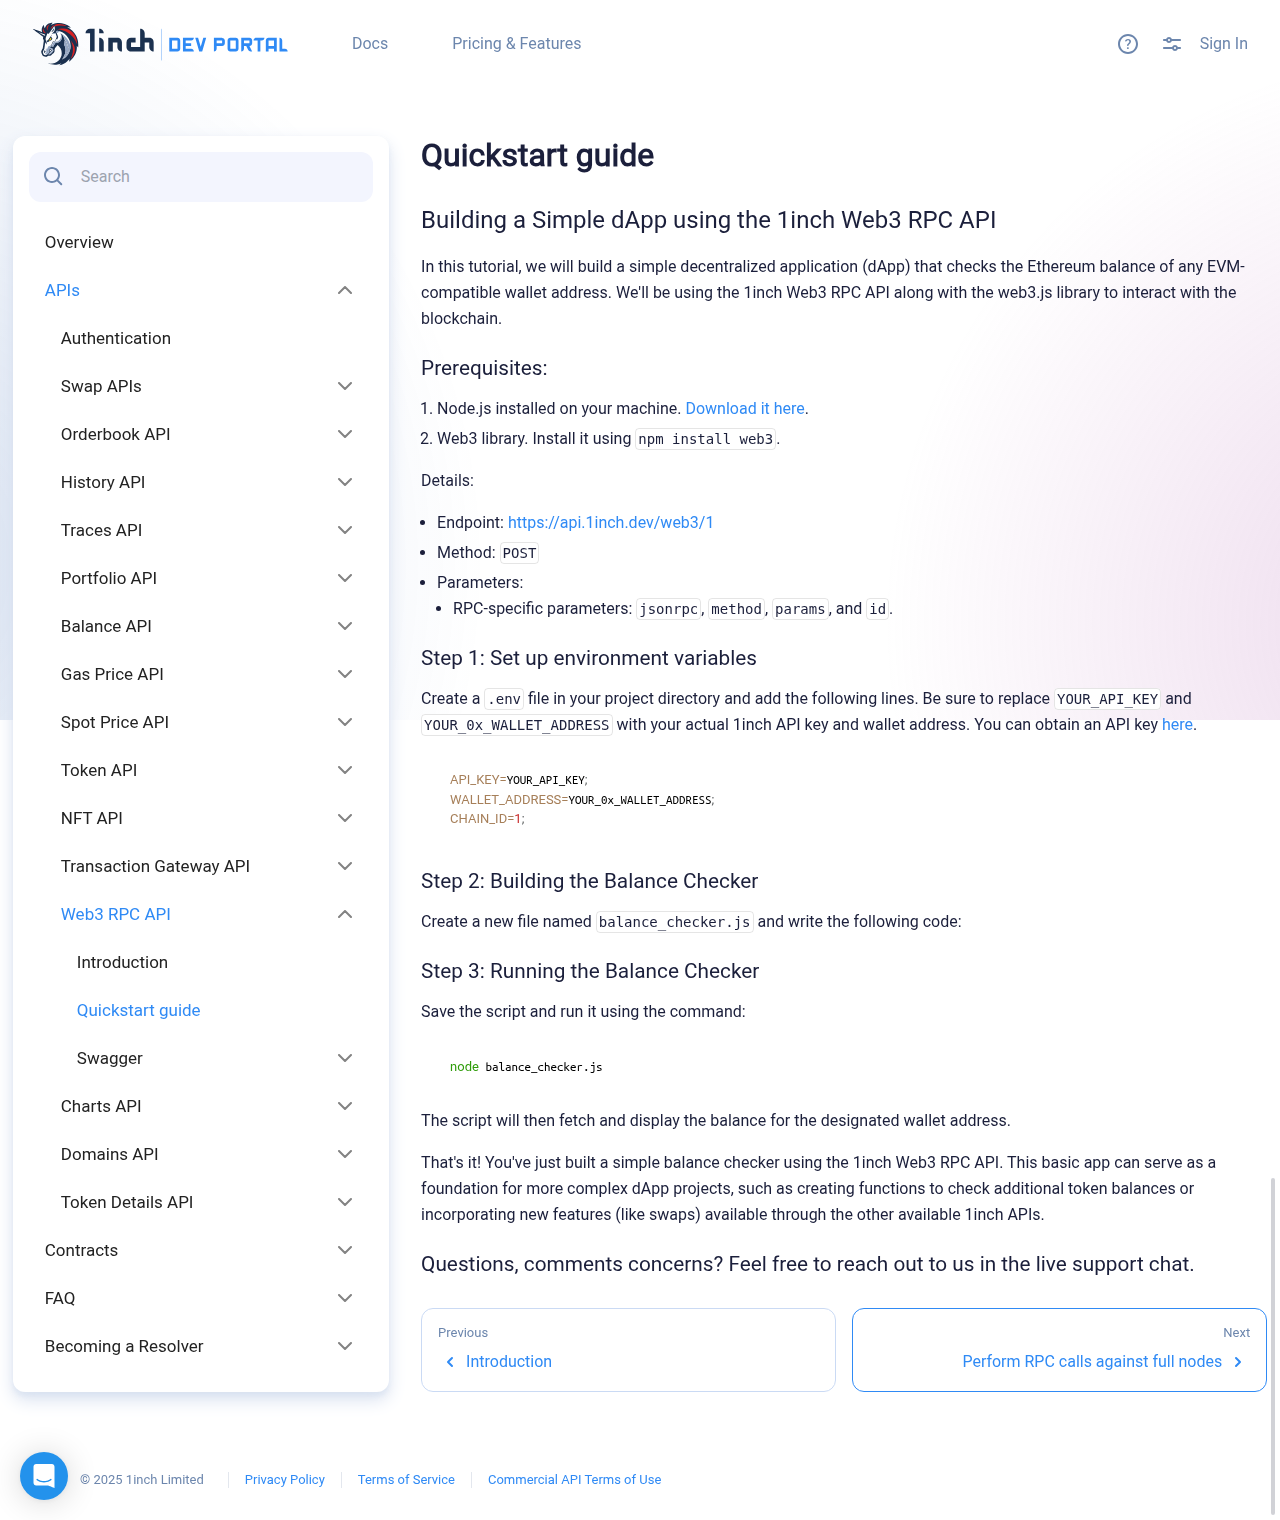 1inch DEV PORTAL
Docs
Pricing & Features
Sign In
Search
Overview
APIs
Authentication
Swap APIs
Orderbook API
History API
Traces API
Portfolio API
Balance API
Gas Price API
Spot Price API
Token API
NFT API
Transaction Gateway API
Web3 RPC API
Introduction
Quickstart guide
Swagger
Charts API
Domains API
Token Details API
Contracts
FAQ
Becoming a Resolver
Quickstart guide
Building a Simple dApp using the 1inch Web3 RPC API
In this tutorial, we will build a simple decentralized application (dApp) that checks the Ethereum balance of any EVM-
compatible wallet address. We'll be using the 1inch Web3 RPC API along with the web3.js library to interact with the
blockchain.
Prerequisites:
1. Node.js installed on your machine. Download it here.
2. Web3 library. Install it using npm install web3.
Details:
• Endpoint: https://api.1inch.dev/web3/1
• Method: POST
• Parameters:
• RPC-specific parameters: jsonrpc, method, params, and id.
Step 1: Set up environment variables
Create a .env file in your project directory and add the following lines. Be sure to replace YOUR_API_KEY and
YOUR_0x_WALLET_ADDRESS with your actual 1inch API key and wallet address. You can obtain an API key here.
API_KEY=YOUR_API_KEY;
WALLET_ADDRESS=YOUR_0x_WALLET_ADDRESS;
CHAIN_ID=1;
Step 2: Building the Balance Checker
Create a new file named balance_checker.js and write the following code:
Step 3: Running the Balance Checker
Save the script and run it using the command:
node balance_checker.js
The script will then fetch and display the balance for the designated wallet address.
That's it! You've just built a simple balance checker using the 1inch Web3 RPC API. This basic app can serve as a
foundation for more complex dApp projects, such as creating functions to check additional token balances or
incorporating new features (like swaps) available through the other available 1inch APIs.
Questions, comments concerns? Feel free to reach out to us in the live support chat.
Previous
Introduction
Next
Perform RPC calls against full nodes
© 2025 1inch Limited
Privacy Policy
Terms of Service
Commercial API Terms of Use